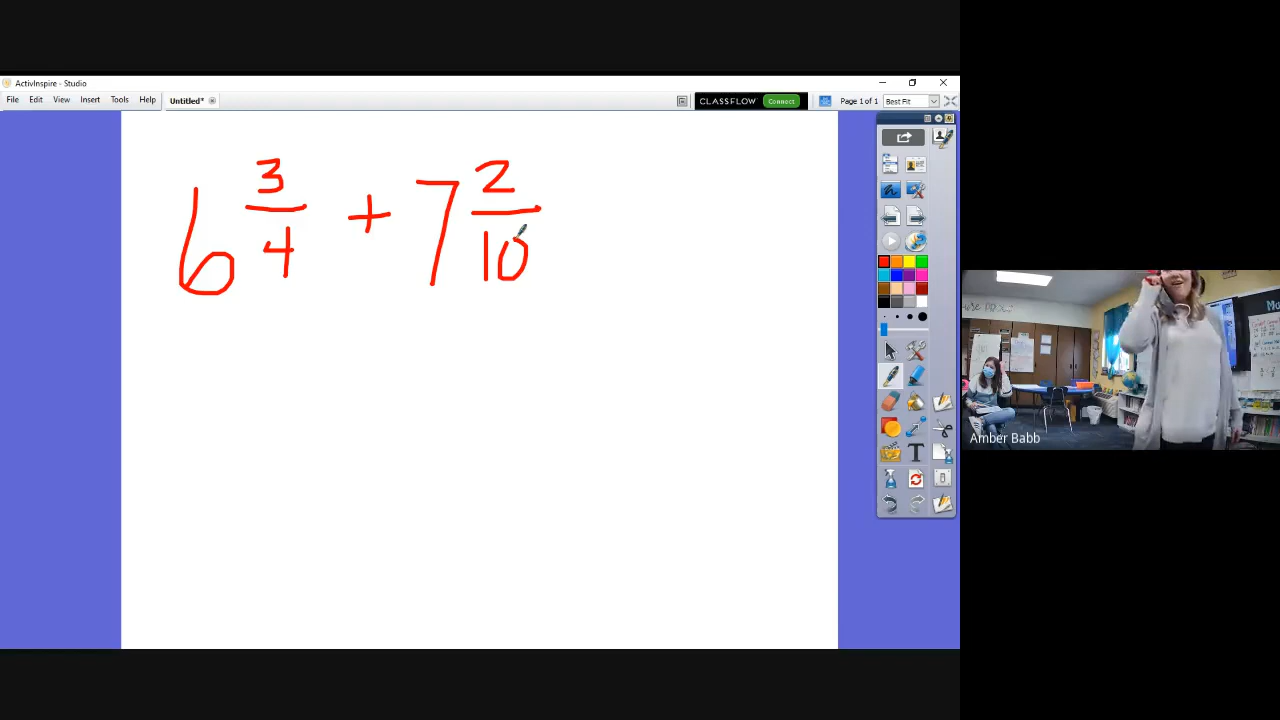 ActivInspire - Studio
File Edit View Insert Tools Help Untitled*
CLASSFLOW Connect Page 1 of 1 Best Fit
6 3/4 + 7 2/10
T
Amber Babb